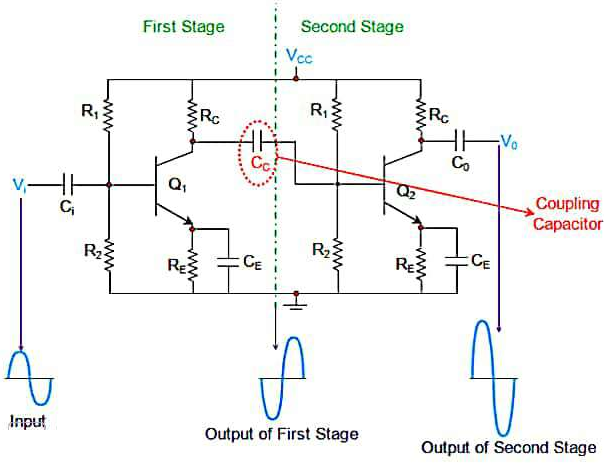 First Stage
Second Stage
VCC
R1
RC
R1
RC
CC
C0
V0
Vi
Ci
Q1
Q2
Coupling
Capacitor
R2
RE
CE
R2
RE
CE
Input
Output of First Stage
Output of Second Stage